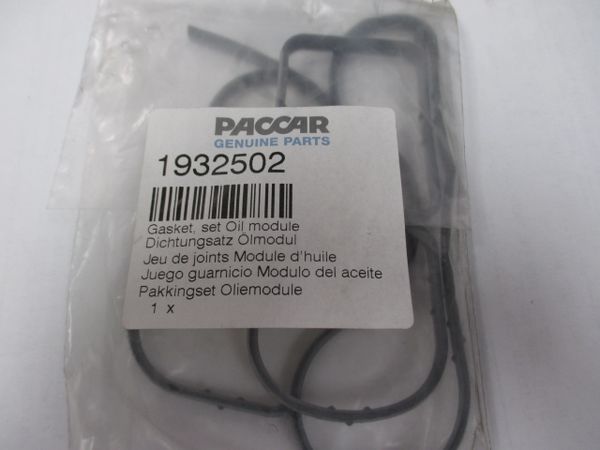 PACCAR
GENUINE PARTS
1932502
Gasket, set Oil module
Dichtungsatz Ölmodul
Jeu de joints Module d'huile
Juego guarnicio Modulo del aceite
Pakkingset Oliemodule
1 x